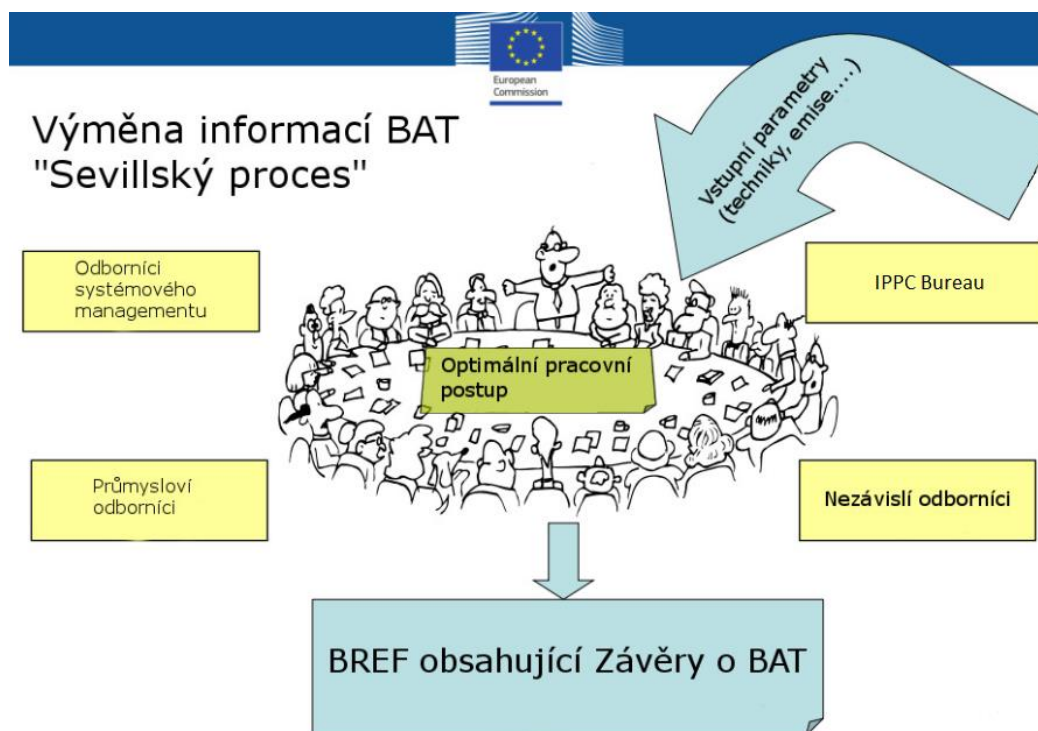 European
Commission
Výměna informací BAT
"Sevillský proces"
Vstupní parametry
(techniky, emise....)
Odborníci
systémového
managementu
IPPC Bureau
Optimální pracovní
postup
Průmysloví
odborníci
Nezávislí odborníci
BREF obsahující Závěry o BAT